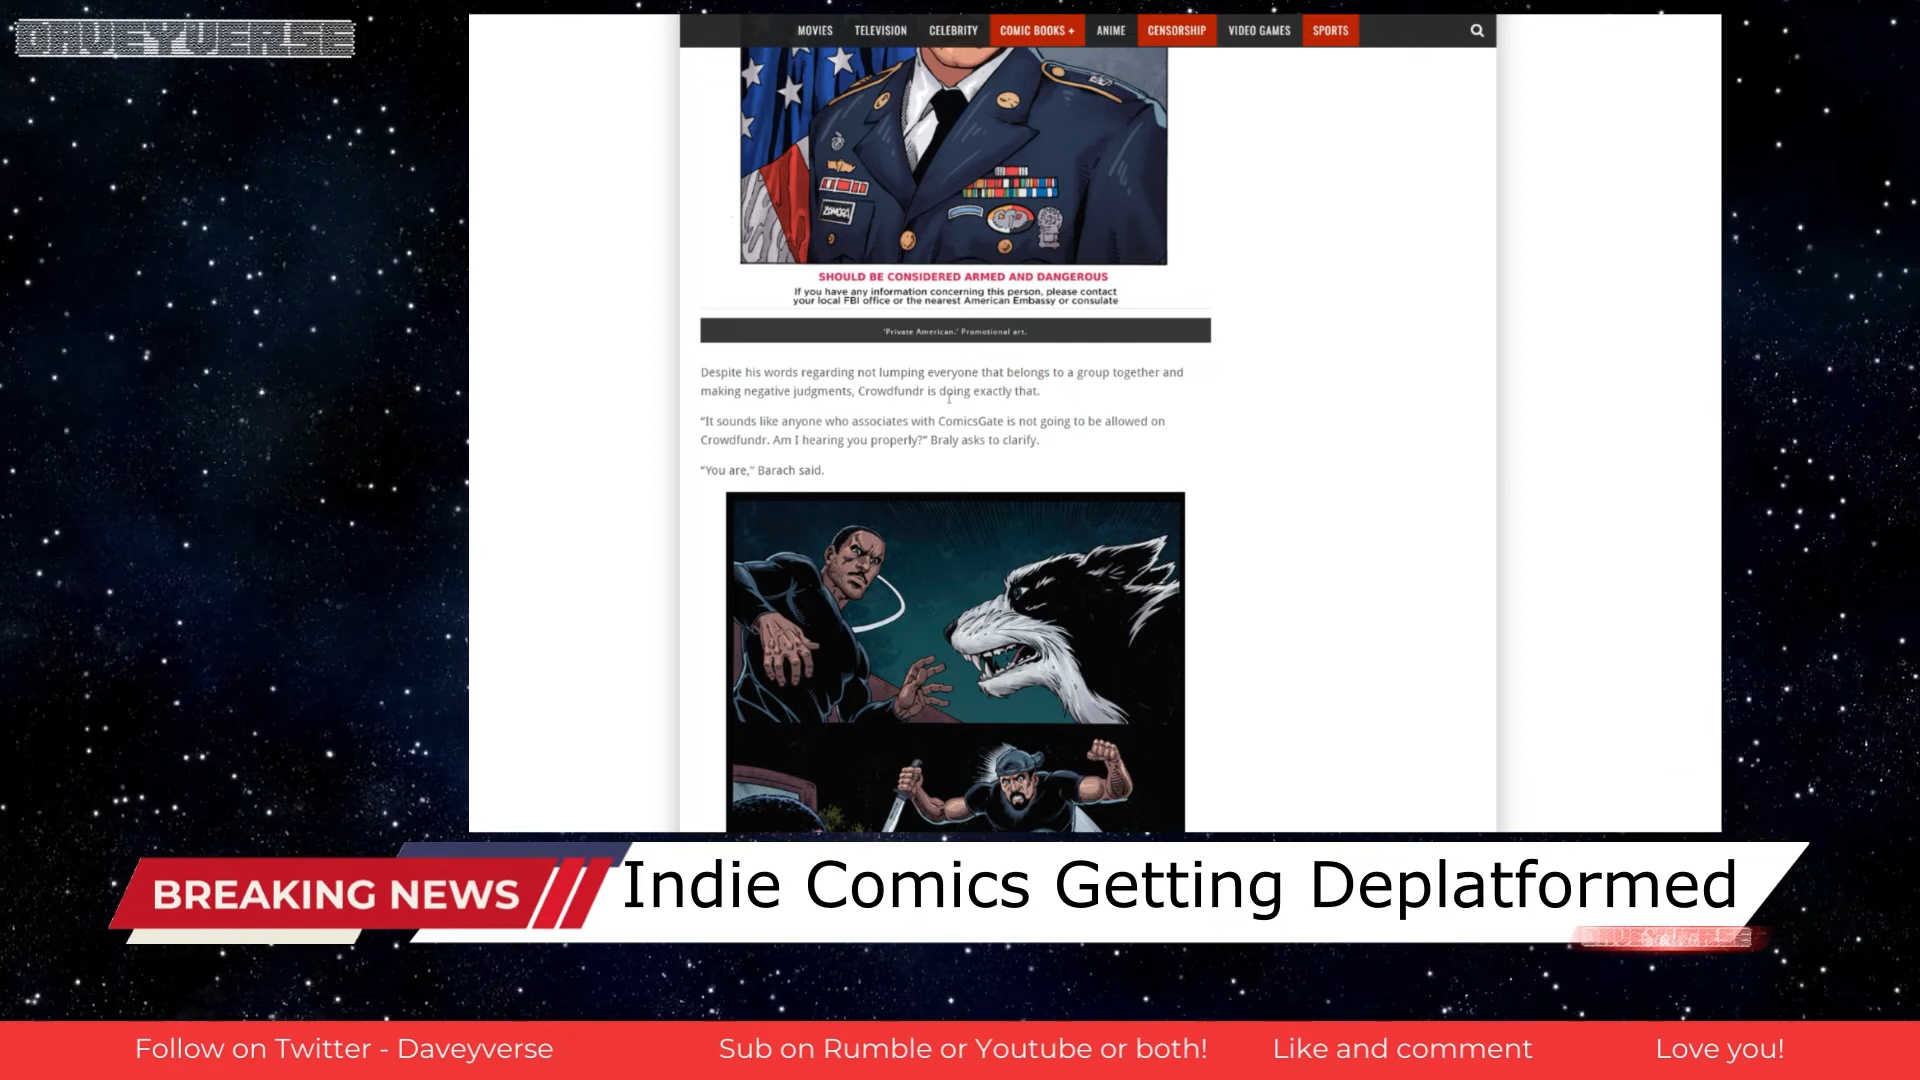 DAVEYVERSE
MOVIES TELEVISION CELEBRITY COMIC BOOKS + ANIME CENSORSHIP VIDEO GAMES SPORTS
ZAMORA
SHOULD BE CONSIDERED ARMED AND DANGEROUS
If you have any information concerning this person, please contact
your local FBI office or the nearest American Embassy or consulate
'Private American.' Promotional art.
Despite his words regarding not lumping everyone that belongs to a group together and
making negative judgments, Crowdfundr is doing exactly that.
“It sounds like anyone who associates with ComicsGate is not going to be allowed on
Crowdfundr. Am I hearing you properly?” Braly asks to clarify.
“You are,” Barach said.
BREAKING NEWS
Indie Comics Getting Deplatformed
DAVEYVERSE
Follow on Twitter - Daveyverse Sub on Rumble or Youtube or both! Like and comment Love you!